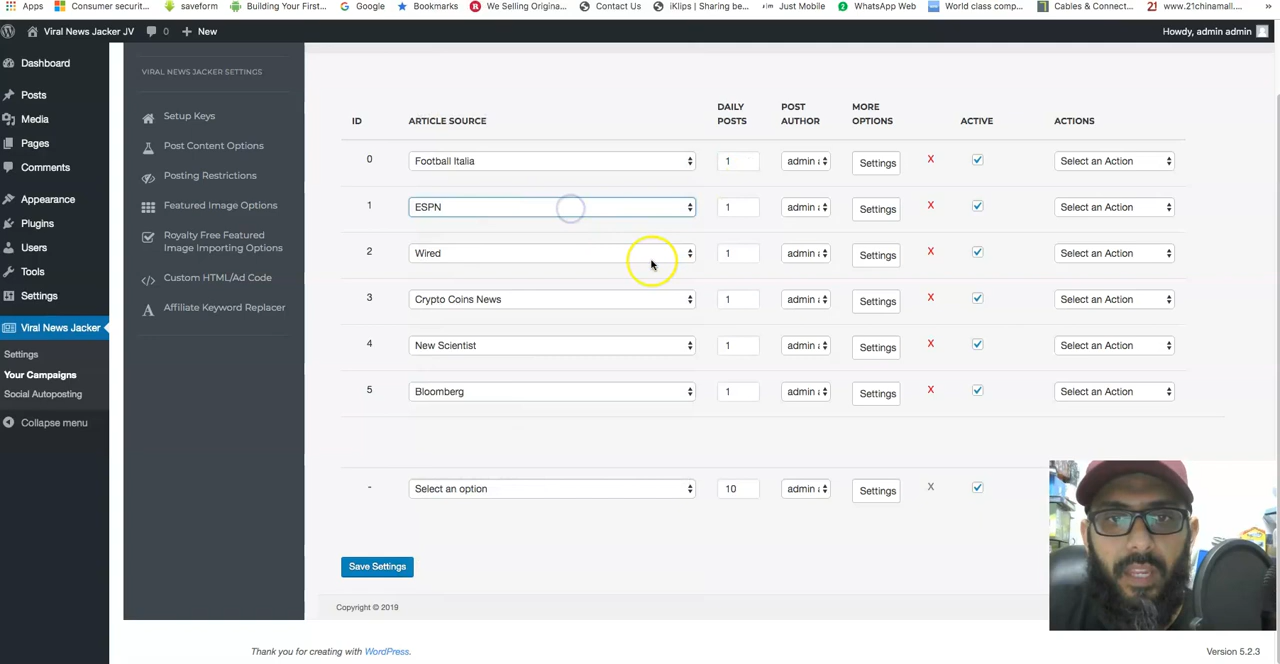 Apps Consumer securit... saveform Building Your First... Google Bookmarks We Selling Original... Contact Us iKlips | Sharing be... Just Mobile WhatsApp Web World class comp... Cables & Connect... www.21chinamall.... »
Viral News Jacker JV 0 + New Howdy, admin admin
Dashboard
Posts
Media
Pages
Comments
Appearance
Plugins
Users
Tools
Settings
Viral News Jacker
Settings
Your Campaigns
Social Autoposting
Collapse menu
VIRAL NEWS JACKER SETTINGS
Setup Keys
Post Content Options
Posting Restrictions
Featured Image Options
Royalty Free Featured
Image Importing Options
Custom HTML/Ad Code
Affiliate Keyword Replacer
ID ARTICLE SOURCE DAILY POSTS POST AUTHOR MORE OPTIONS ACTIVE ACTIONS
0 Football Italia 1 admin Settings X Select an Action
1 ESPN 1 admin Settings X Select an Action
2 Wired 1 admin Settings X Select an Action
3 Crypto Coins News 1 admin Settings X Select an Action
4 New Scientist 1 admin Settings X Select an Action
5 Bloomberg 1 admin Settings X Select an Action
- Select an option 10 admin Settings X
Save Settings
Copyright © 2019
Thank you for creating with WordPress. Version 5.2.3